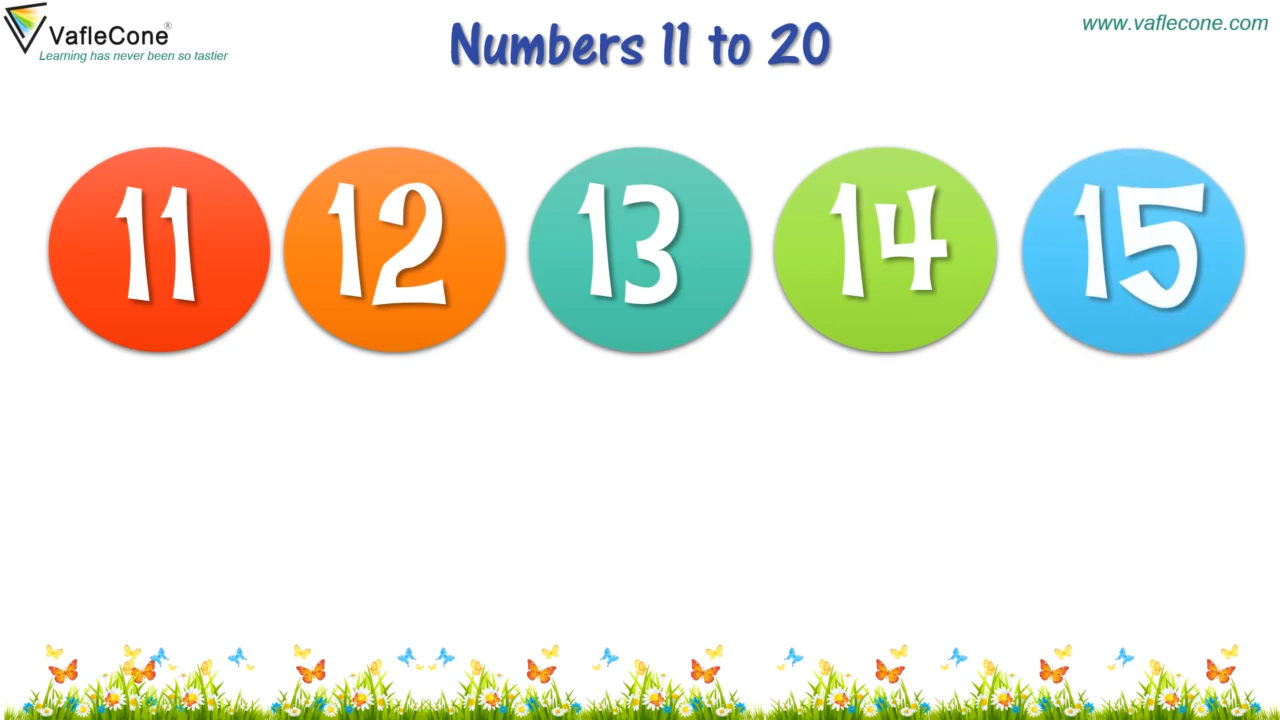 VafleCone®
Learning has never been so tastier
Numbers 11 to 20
www.vaflecone.com
11 12 13 14 15